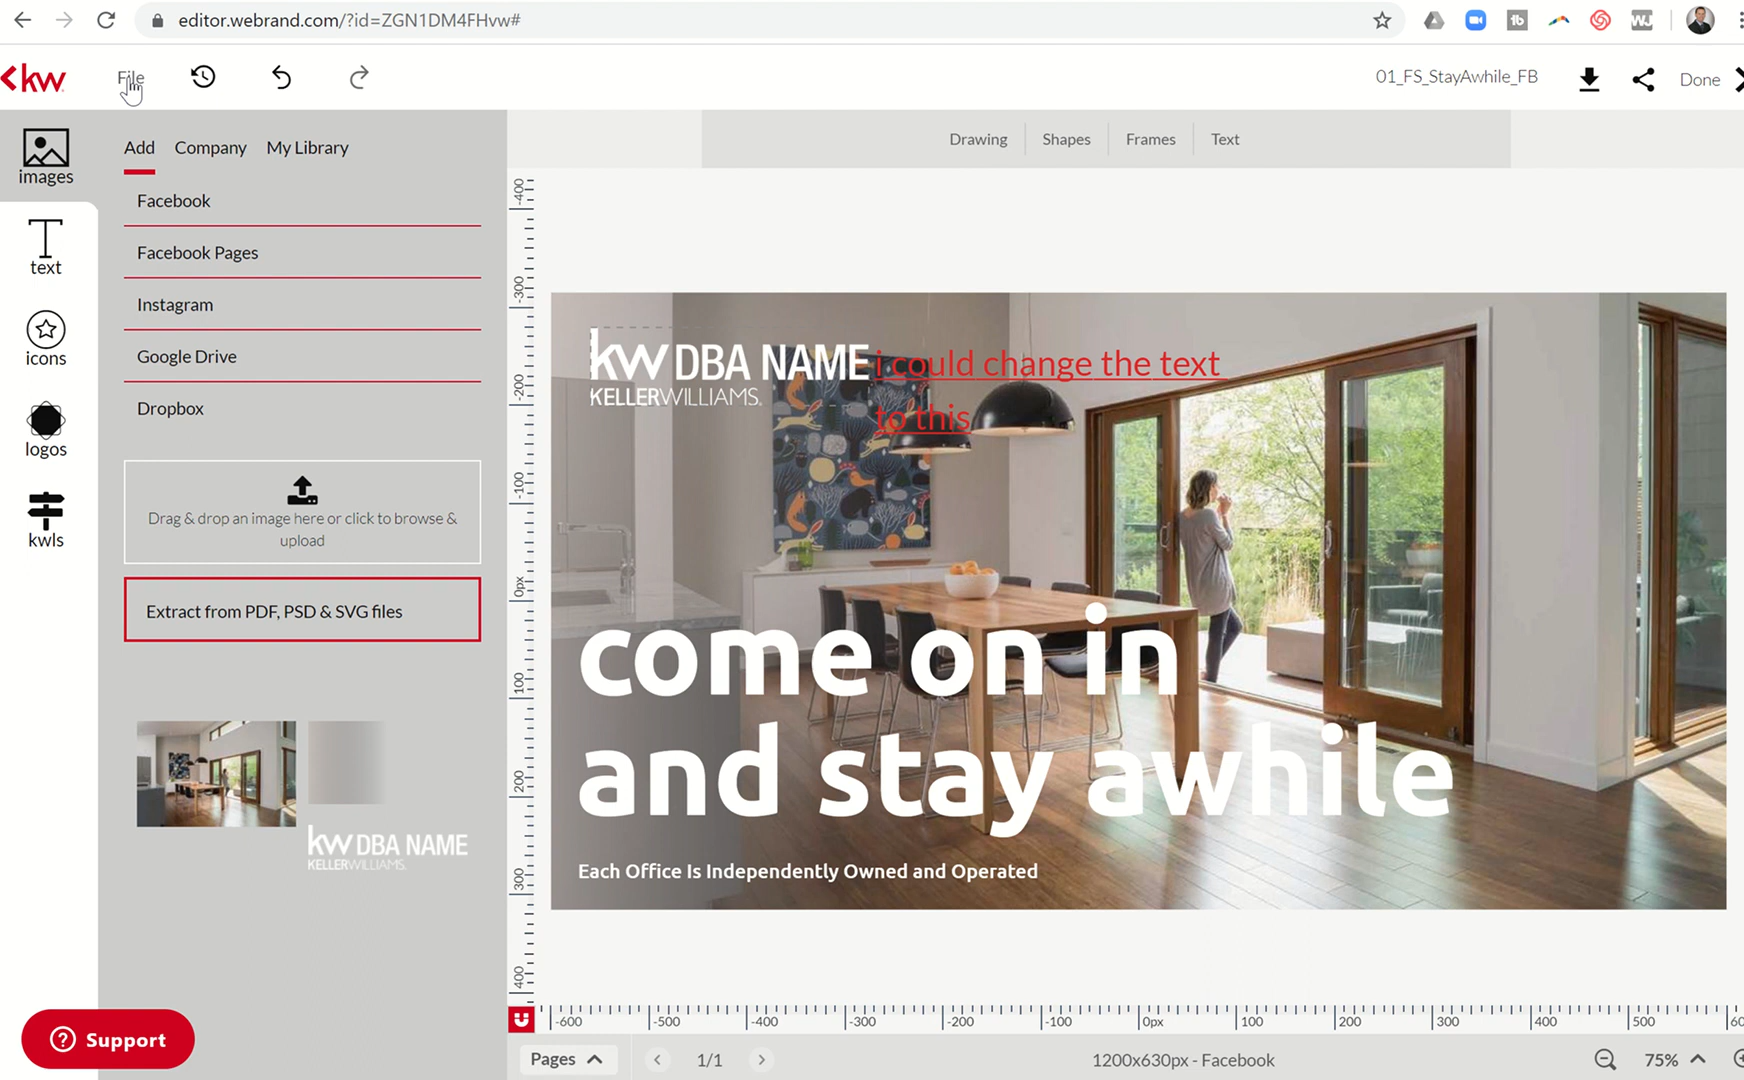 editor.webrand.com/?id=ZGN1DM4FHvw#
kw
File
01_FS_StayAwhile_FB
Done
images
text
icons
logos
kwls
Add Company My Library
Facebook
Facebook Pages
Instagram
Google Drive
Dropbox
Drag & drop an image here or click to browse &
upload
Extract from PDF, PSD & SVG files
kw DBA NAME
KELLERWILLIAMS.
Support
Drawing Shapes Frames Text
-400
-300
-200
-100
0px
100
200
300
400
kw DBA NAME
KELLERWILLIAMS.
i could change the text
to this
come on in
and stay awhile
Each Office Is Independently Owned and Operated
-600 -500 -400 -300 -200 -100 0px 100 200 300 400 500
Pages 1/1 1200x630px - Facebook 75%